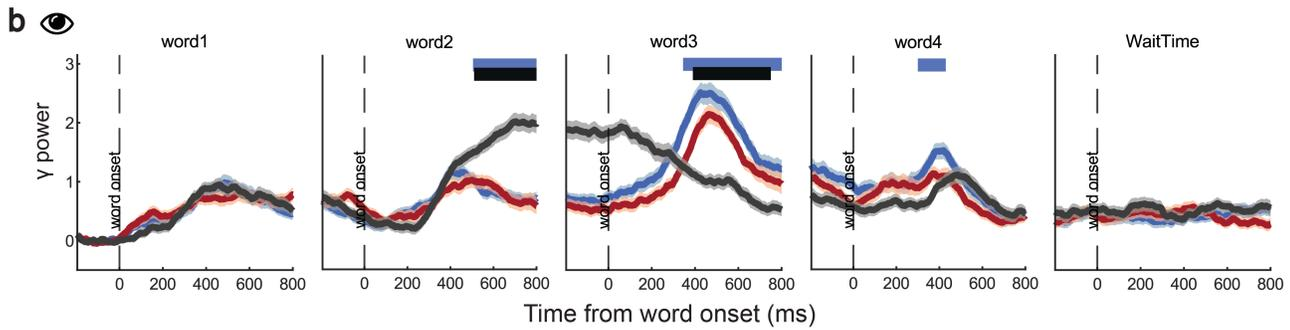 b
word1
word2
word3
word4
WaitTime
γ power
3
2
1
0
word onset
word onset
word onset
word onset
word onset
0 200 400 600 800
0 200 400 600 800
0 200 400 600 800
0 200 400 600 800
0 200 400 600 800
Time from word onset (ms)